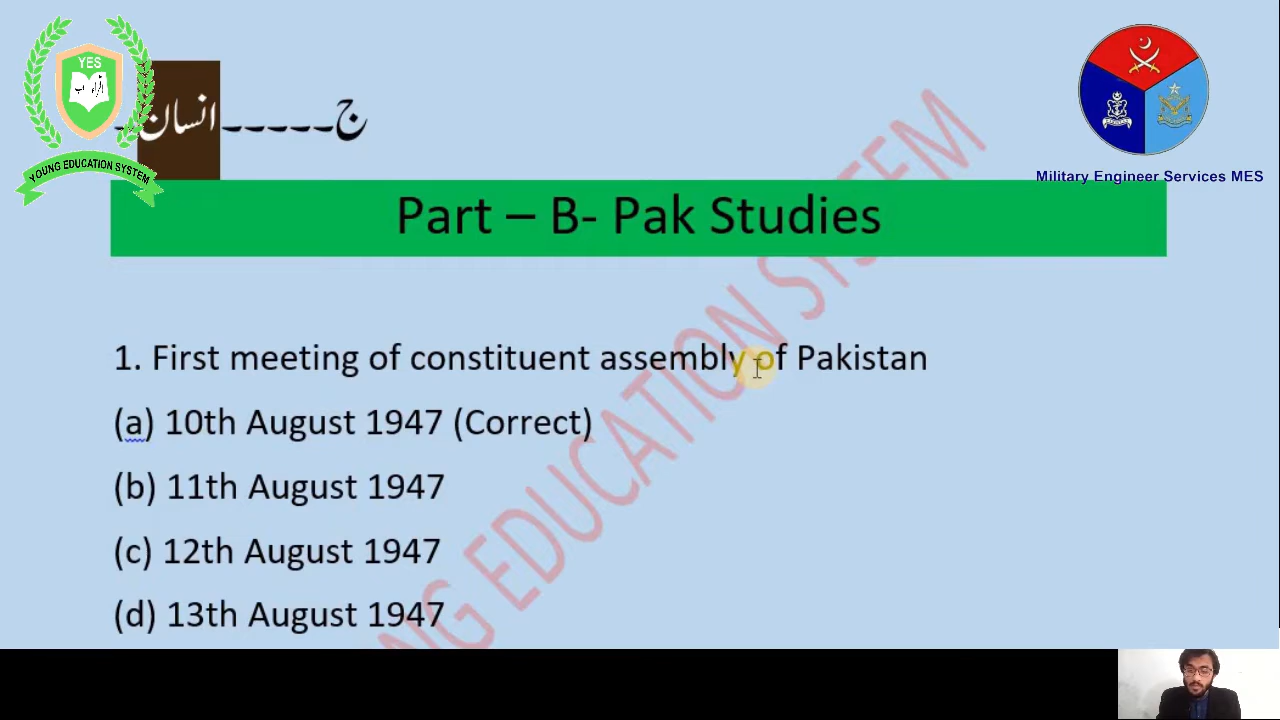 YES
YOUNG EDUCATION SYSTEM
ج-----انسان-
Military Engineer Services MES
Part – B- Pak Studies
1. First meeting of constituent assembly of Pakistan
(a) 10th August 1947 (Correct)
(b) 11th August 1947
(c) 12th August 1947
(d) 13th August 1947
NG EDUCATION SYSTEM